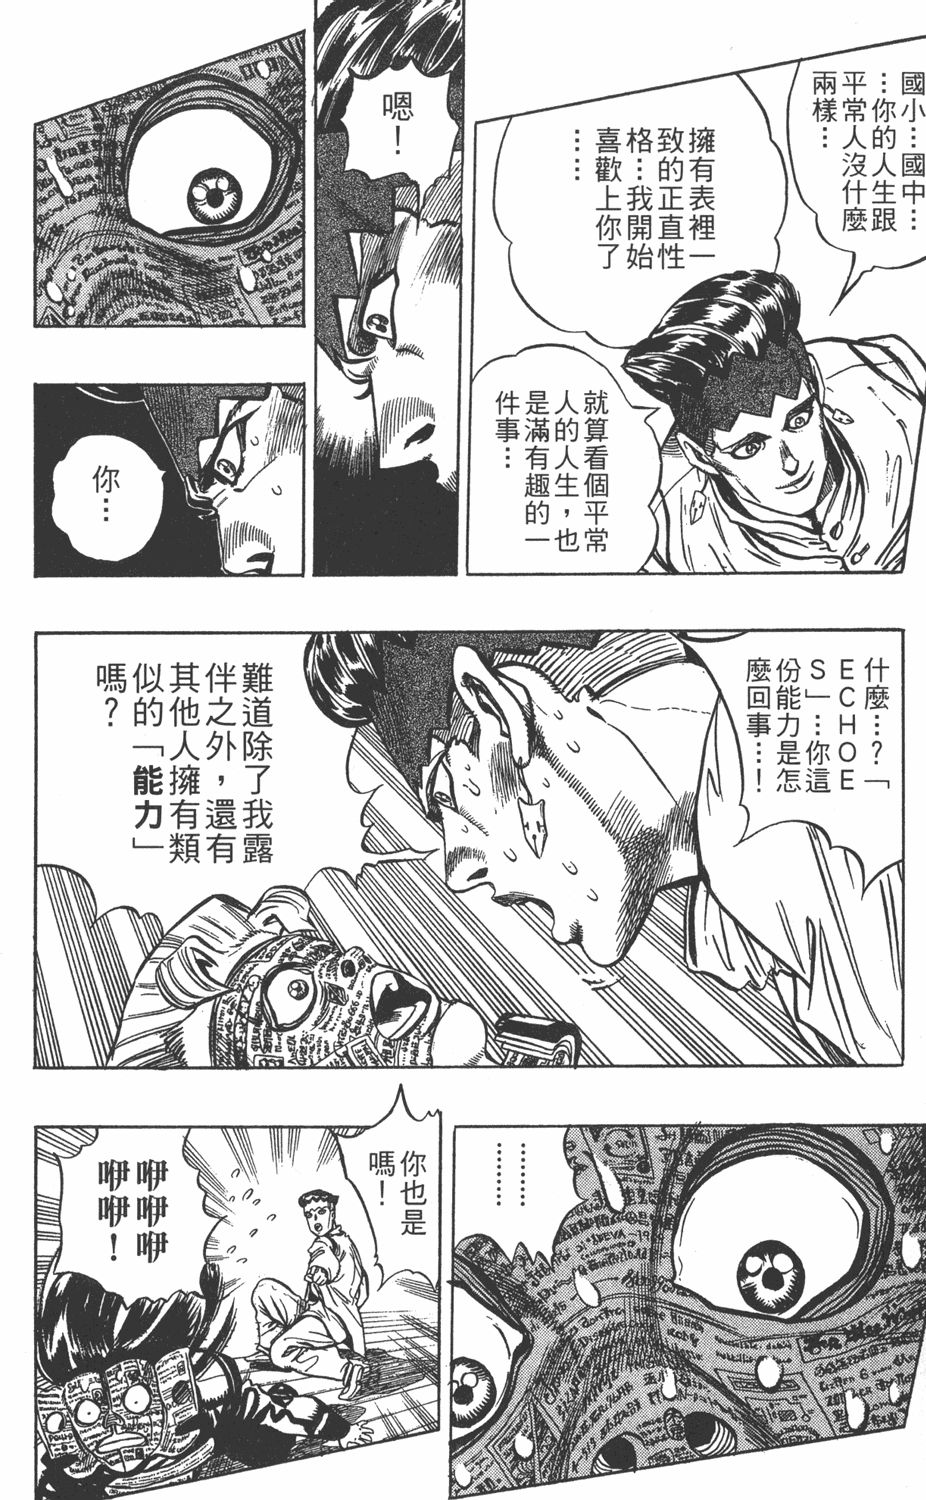 國小…國中…
…你的人生跟
平常人沒什麼
兩樣…
擁有表裡一
致的正直性
格…我開始
喜歡上你了
……
就算看個平常
人的人生，也
是滿有趣的一
件事…
嗯！
你…
什麼…？「
ECHOE
S」…你這
份能力是怎
麼回事…！
難道除了我露
伴之外，還有
其他人擁有類
似的「能力」
嗎？
………
你也是
嗎！
咿咿咿
咿咿！